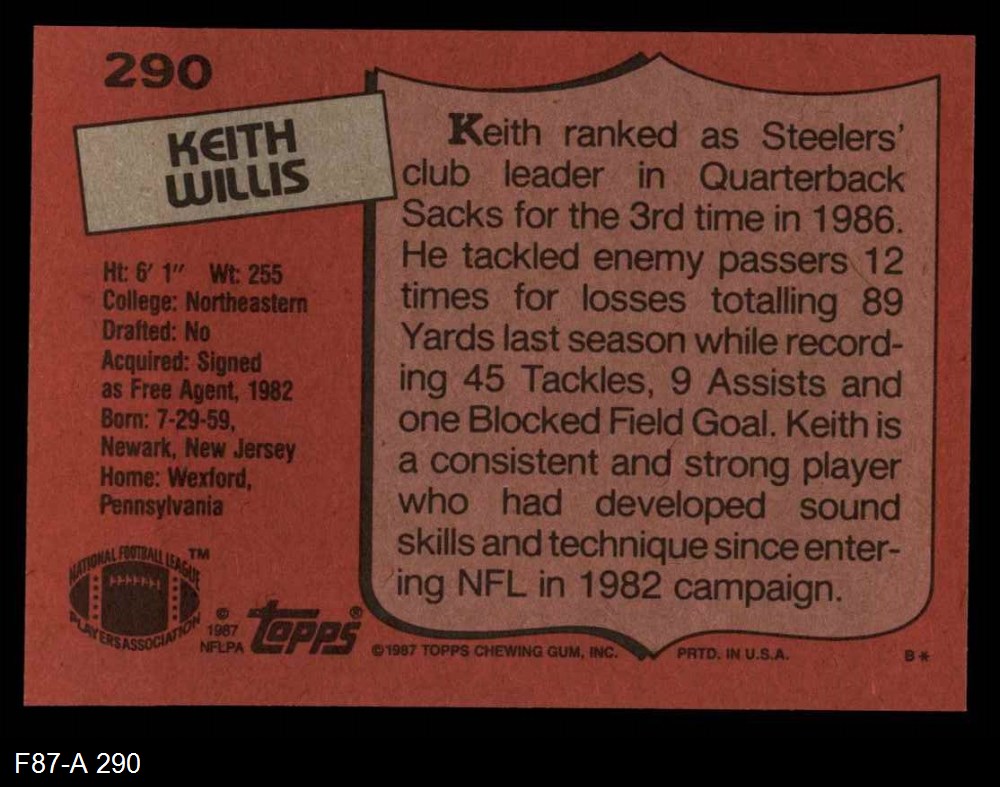 290
KEITH
WILLIS
Ht: 6' 1" Wt: 255
College: Northeastern
Drafted: No
Acquired: Signed
as Free Agent, 1982
Born: 7-29-59,
Newark, New Jersey
Home: Wexford,
Pennsylvania
NATIONAL FOOTBALL LEAGUE TM
PLAYERS ASSOCIATION
©
1987
NFLPA
topps®
Keith ranked as Steelers'
club leader in Quarterback
Sacks for the 3rd time in 1986.
He tackled enemy passers 12
times for losses totalling 89
Yards last season while record-
ing 45 Tackles, 9 Assists and
one Blocked Field Goal. Keith is
a consistent and strong player
who had developed sound
skills and technique since enter-
ing NFL in 1982 campaign.
©1987 TOPPS CHEWING GUM, INC. PRTD. IN U.S.A. B*
F87-A 290